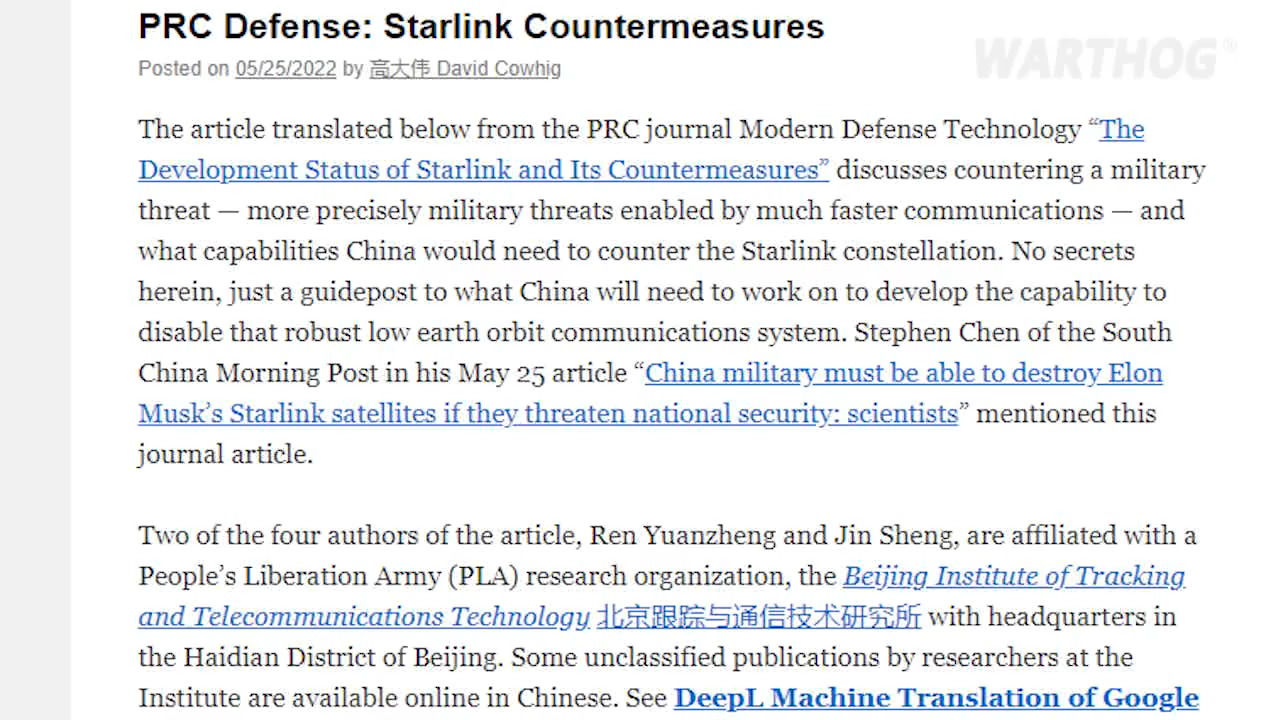 PRC Defense: Starlink Countermeasures
WARTHOG®
Posted on 05/25/2022 by 高大伟 David Cowhig
The article translated below from the PRC journal Modern Defense Technology “The
Development Status of Starlink and Its Countermeasures” discusses countering a military
threat — more precisely military threats enabled by much faster communications — and
what capabilities China would need to counter the Starlink constellation. No secrets
herein, just a guidepost to what China will need to work on to develop the capability to
disable that robust low earth orbit communications system. Stephen Chen of the South
China Morning Post in his May 25 article “China military must be able to destroy Elon
Musk’s Starlink satellites if they threaten national security: scientists” mentioned this
journal article.
Two of the four authors of the article, Ren Yuanzheng and Jin Sheng, are affiliated with a
People’s Liberation Army (PLA) research organization, the Beijing Institute of Tracking
and Telecommunications Technology 北京跟踪与通信技术研究所 with headquarters in
the Haidian District of Beijing. Some unclassified publications by researchers at the
Institute are available online in Chinese. See DeepL Machine Translation of Google